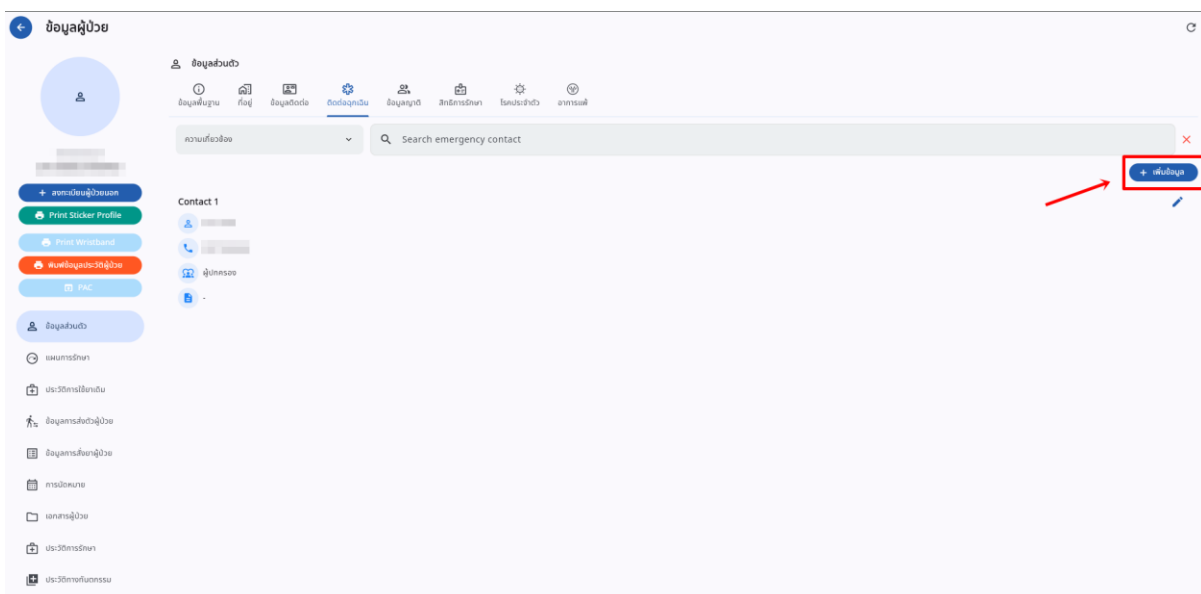 ข้อมูลผู้ป่วย
ข้อมูลส่วนตัว
ข้อมูลพื้นฐาน ที่อยู่ ข้อมูลติดต่อ ติดต่อฉุกเฉิน ข้อมูลญาติ สิทธิการรักษา โรคประจำตัว อาการแพ้
ความเกี่ยวข้อง
Search emergency contact
+ เพิ่มข้อมูล
+ ลงทะเบียนผู้ป่วยนอก
Print Sticker Profile
Print Wristband
พิมพ์ข้อมูลประวัติผู้ป่วย
PAC
Contact 1
ผู้ปกครอง
-
ข้อมูลส่วนตัว
แผนการรักษา
ประวัติการใช้ยาเดิม
ข้อมูลการส่งตัวผู้ป่วย
ข้อมูลการสั่งยาผู้ป่วย
การนัดหมาย
เอกสารผู้ป่วย
ประวัติการรักษา
ประวัติทางทันตกรรม